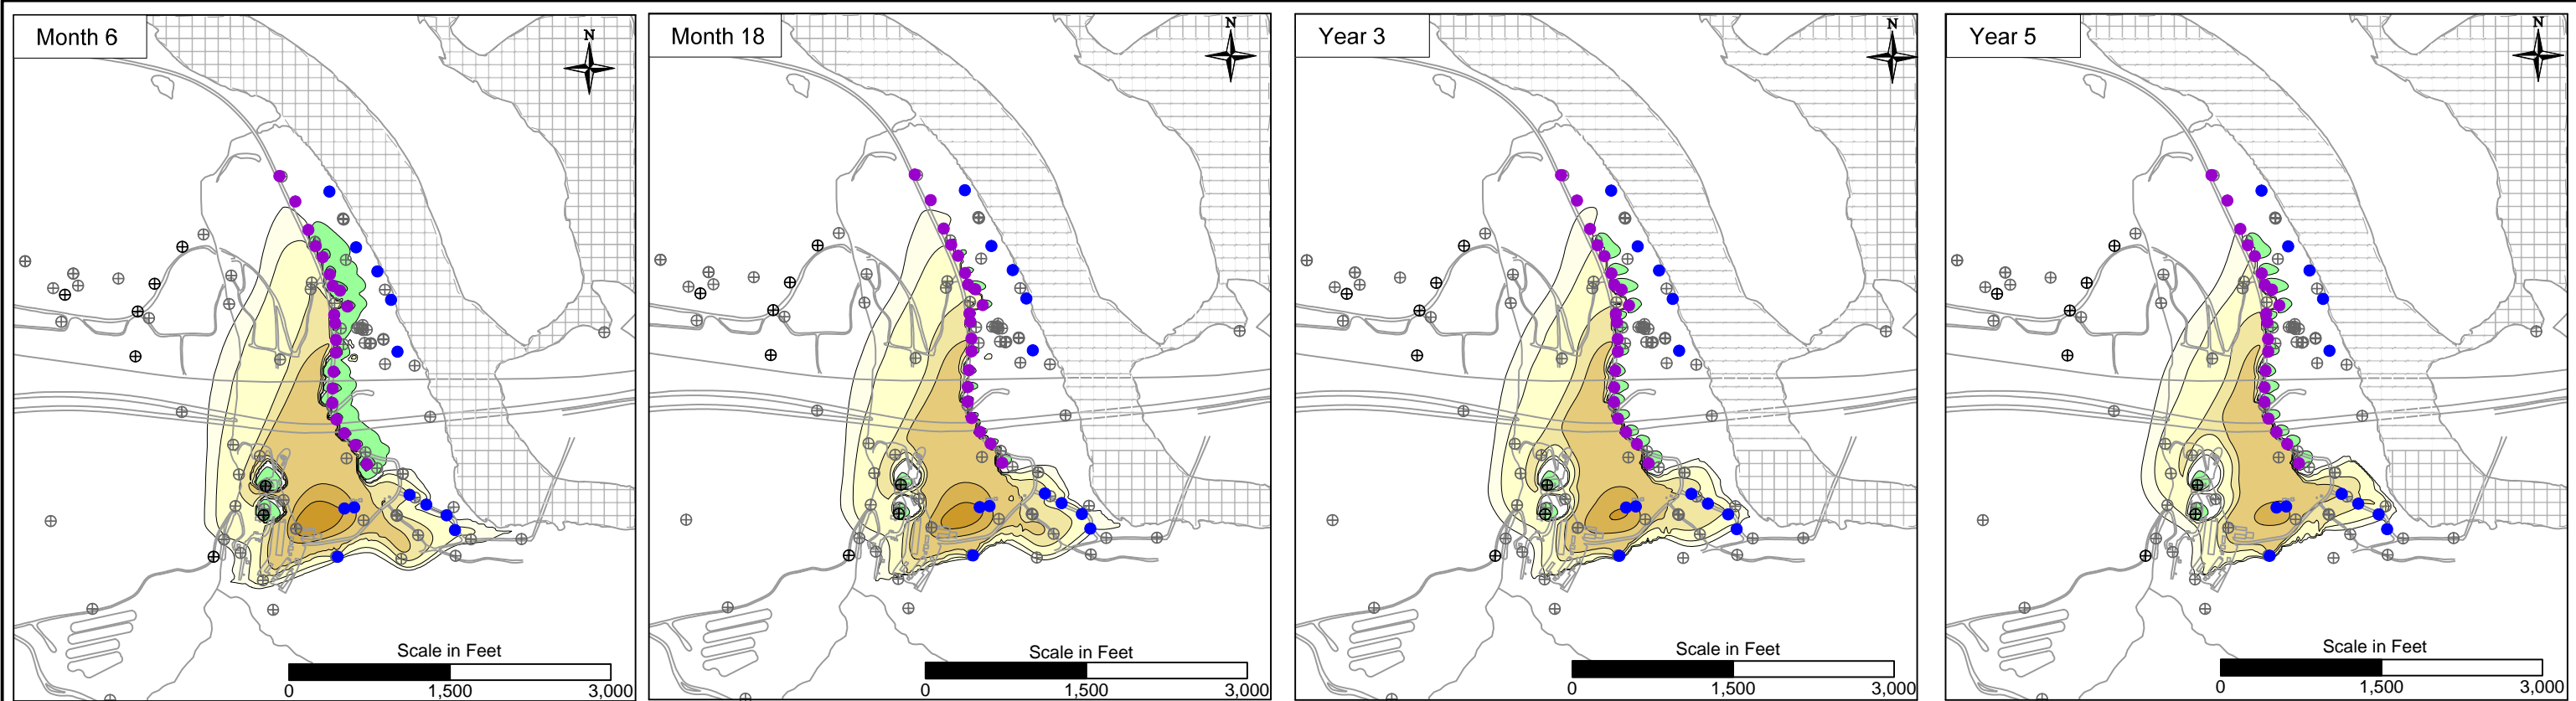 Month 6
N
Scale in Feet
0 1,500 3,000
Month 18
N
Scale in Feet
0 1,500 3,000
Year 3
N
Scale in Feet
0 1,500 3,000
Year 5
N
Scale in Feet
0 1,500 3,000